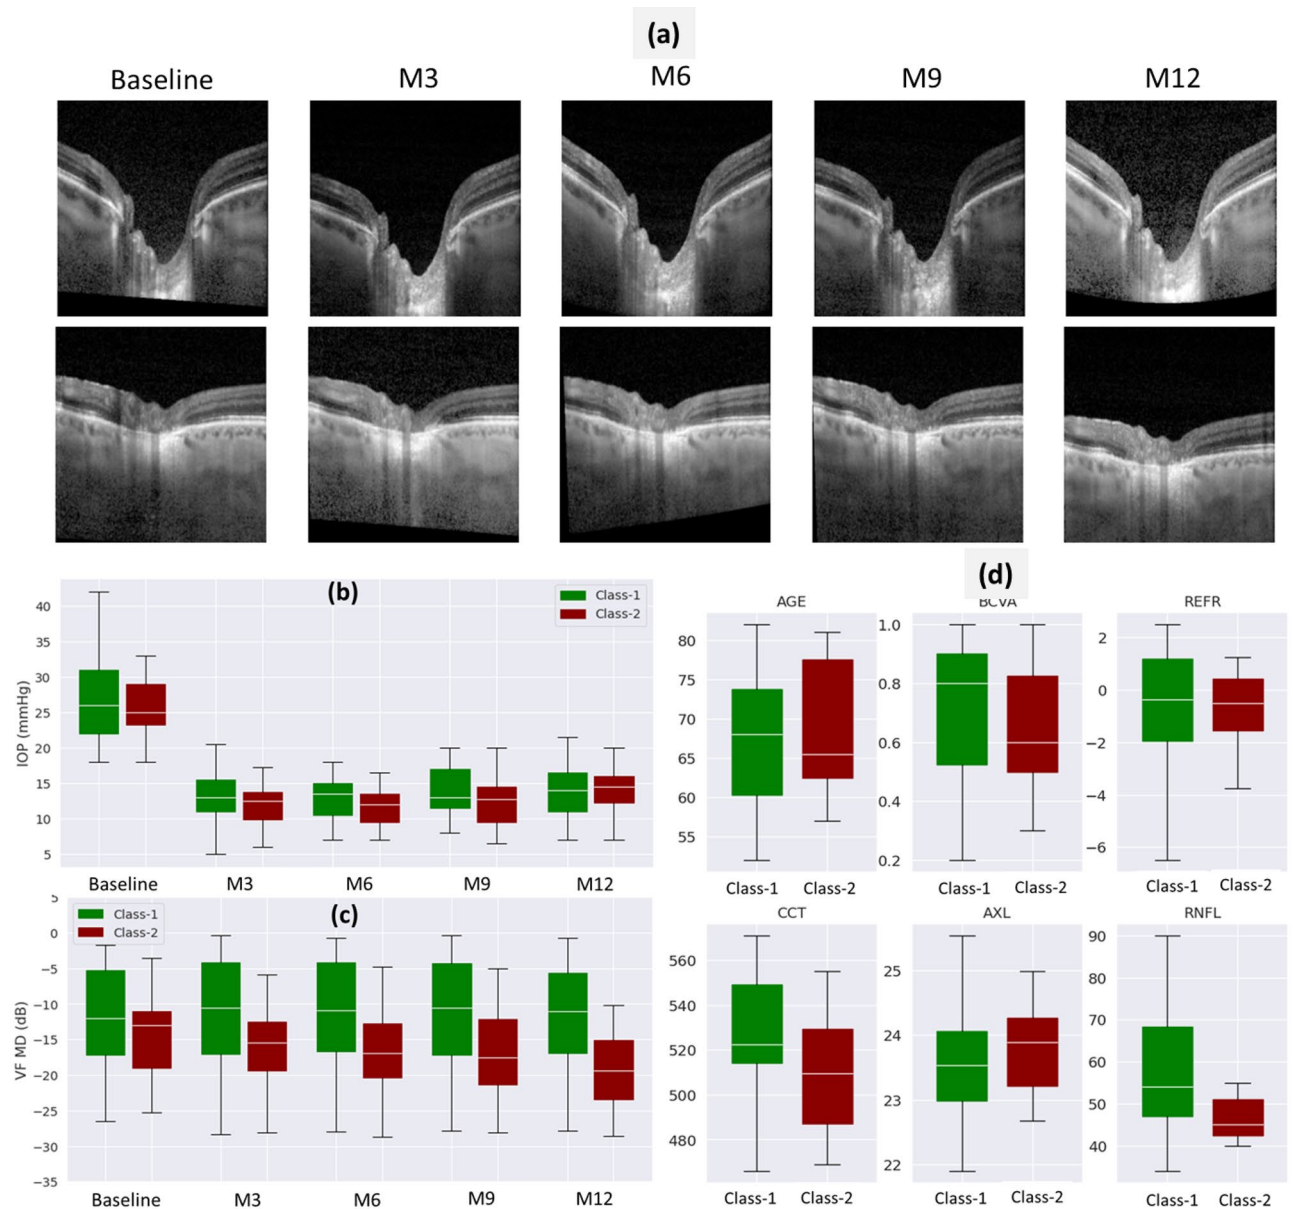 (a)
Baseline M3 M6 M9 M12
(b)
Class-1
Class-2
IOP (mmHg)
40
35
30
25
20
15
10
5
Baseline M3 M6 M9 M12
(c)
Class-1
Class-2
VF MD (dB)
5
0
−5
−10
−15
−20
−25
−30
−35
Baseline M3 M6 M9 M12
(d)
AGE BCVA REFR
80
75
70
65
60
55
1.0
0.8
0.6
0.4
0.2
2
0
−2
−4
−6
Class-1 Class-2 Class-1 Class-2 Class-1 Class-2
CCT AXL RNFL
560
540
520
500
480
25
24
23
22
90
80
70
60
50
40
Class-1 Class-2 Class-1 Class-2 Class-1 Class-2